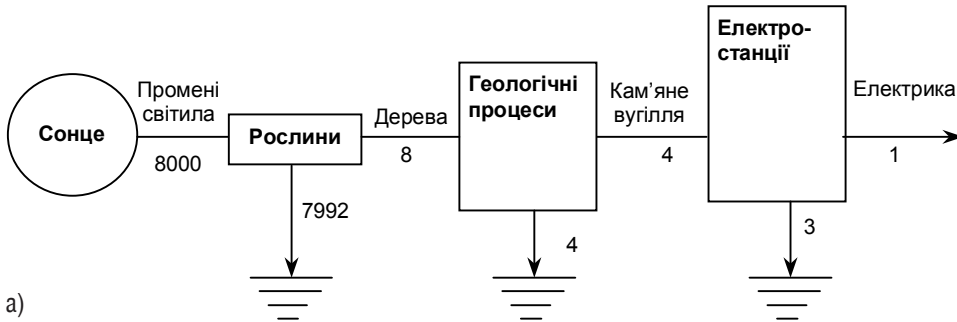 Сонце
Промені
світила
8000
Рослини
7992
Дерева
8
Геологічні
процеси
4
Кам’яне
вугілля
4
Електро-
станції
3
Електрика
1
а)